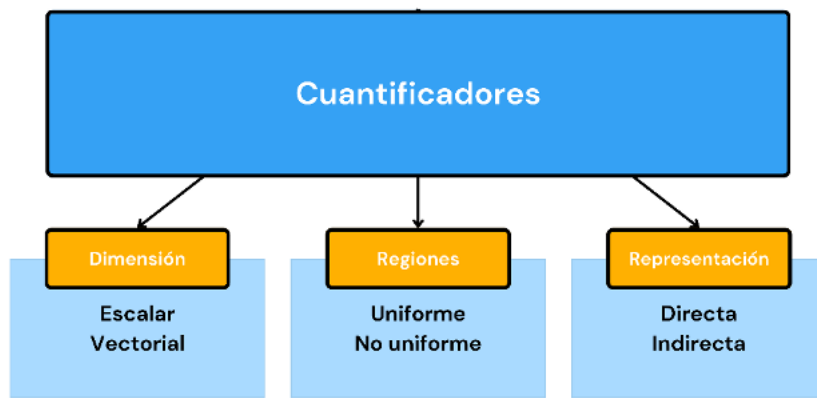 Cuantificadores
Dimensión
Escalar
Vectorial
Regiones
Uniforme
No uniforme
Representación
Directa
Indirecta